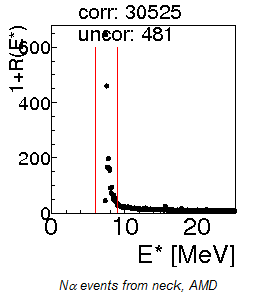 corr: 30525
uncor: 481
1+R(E*)
600
400
200
0
0 10 20
E* [MeV]
Nα events from neck, AMD